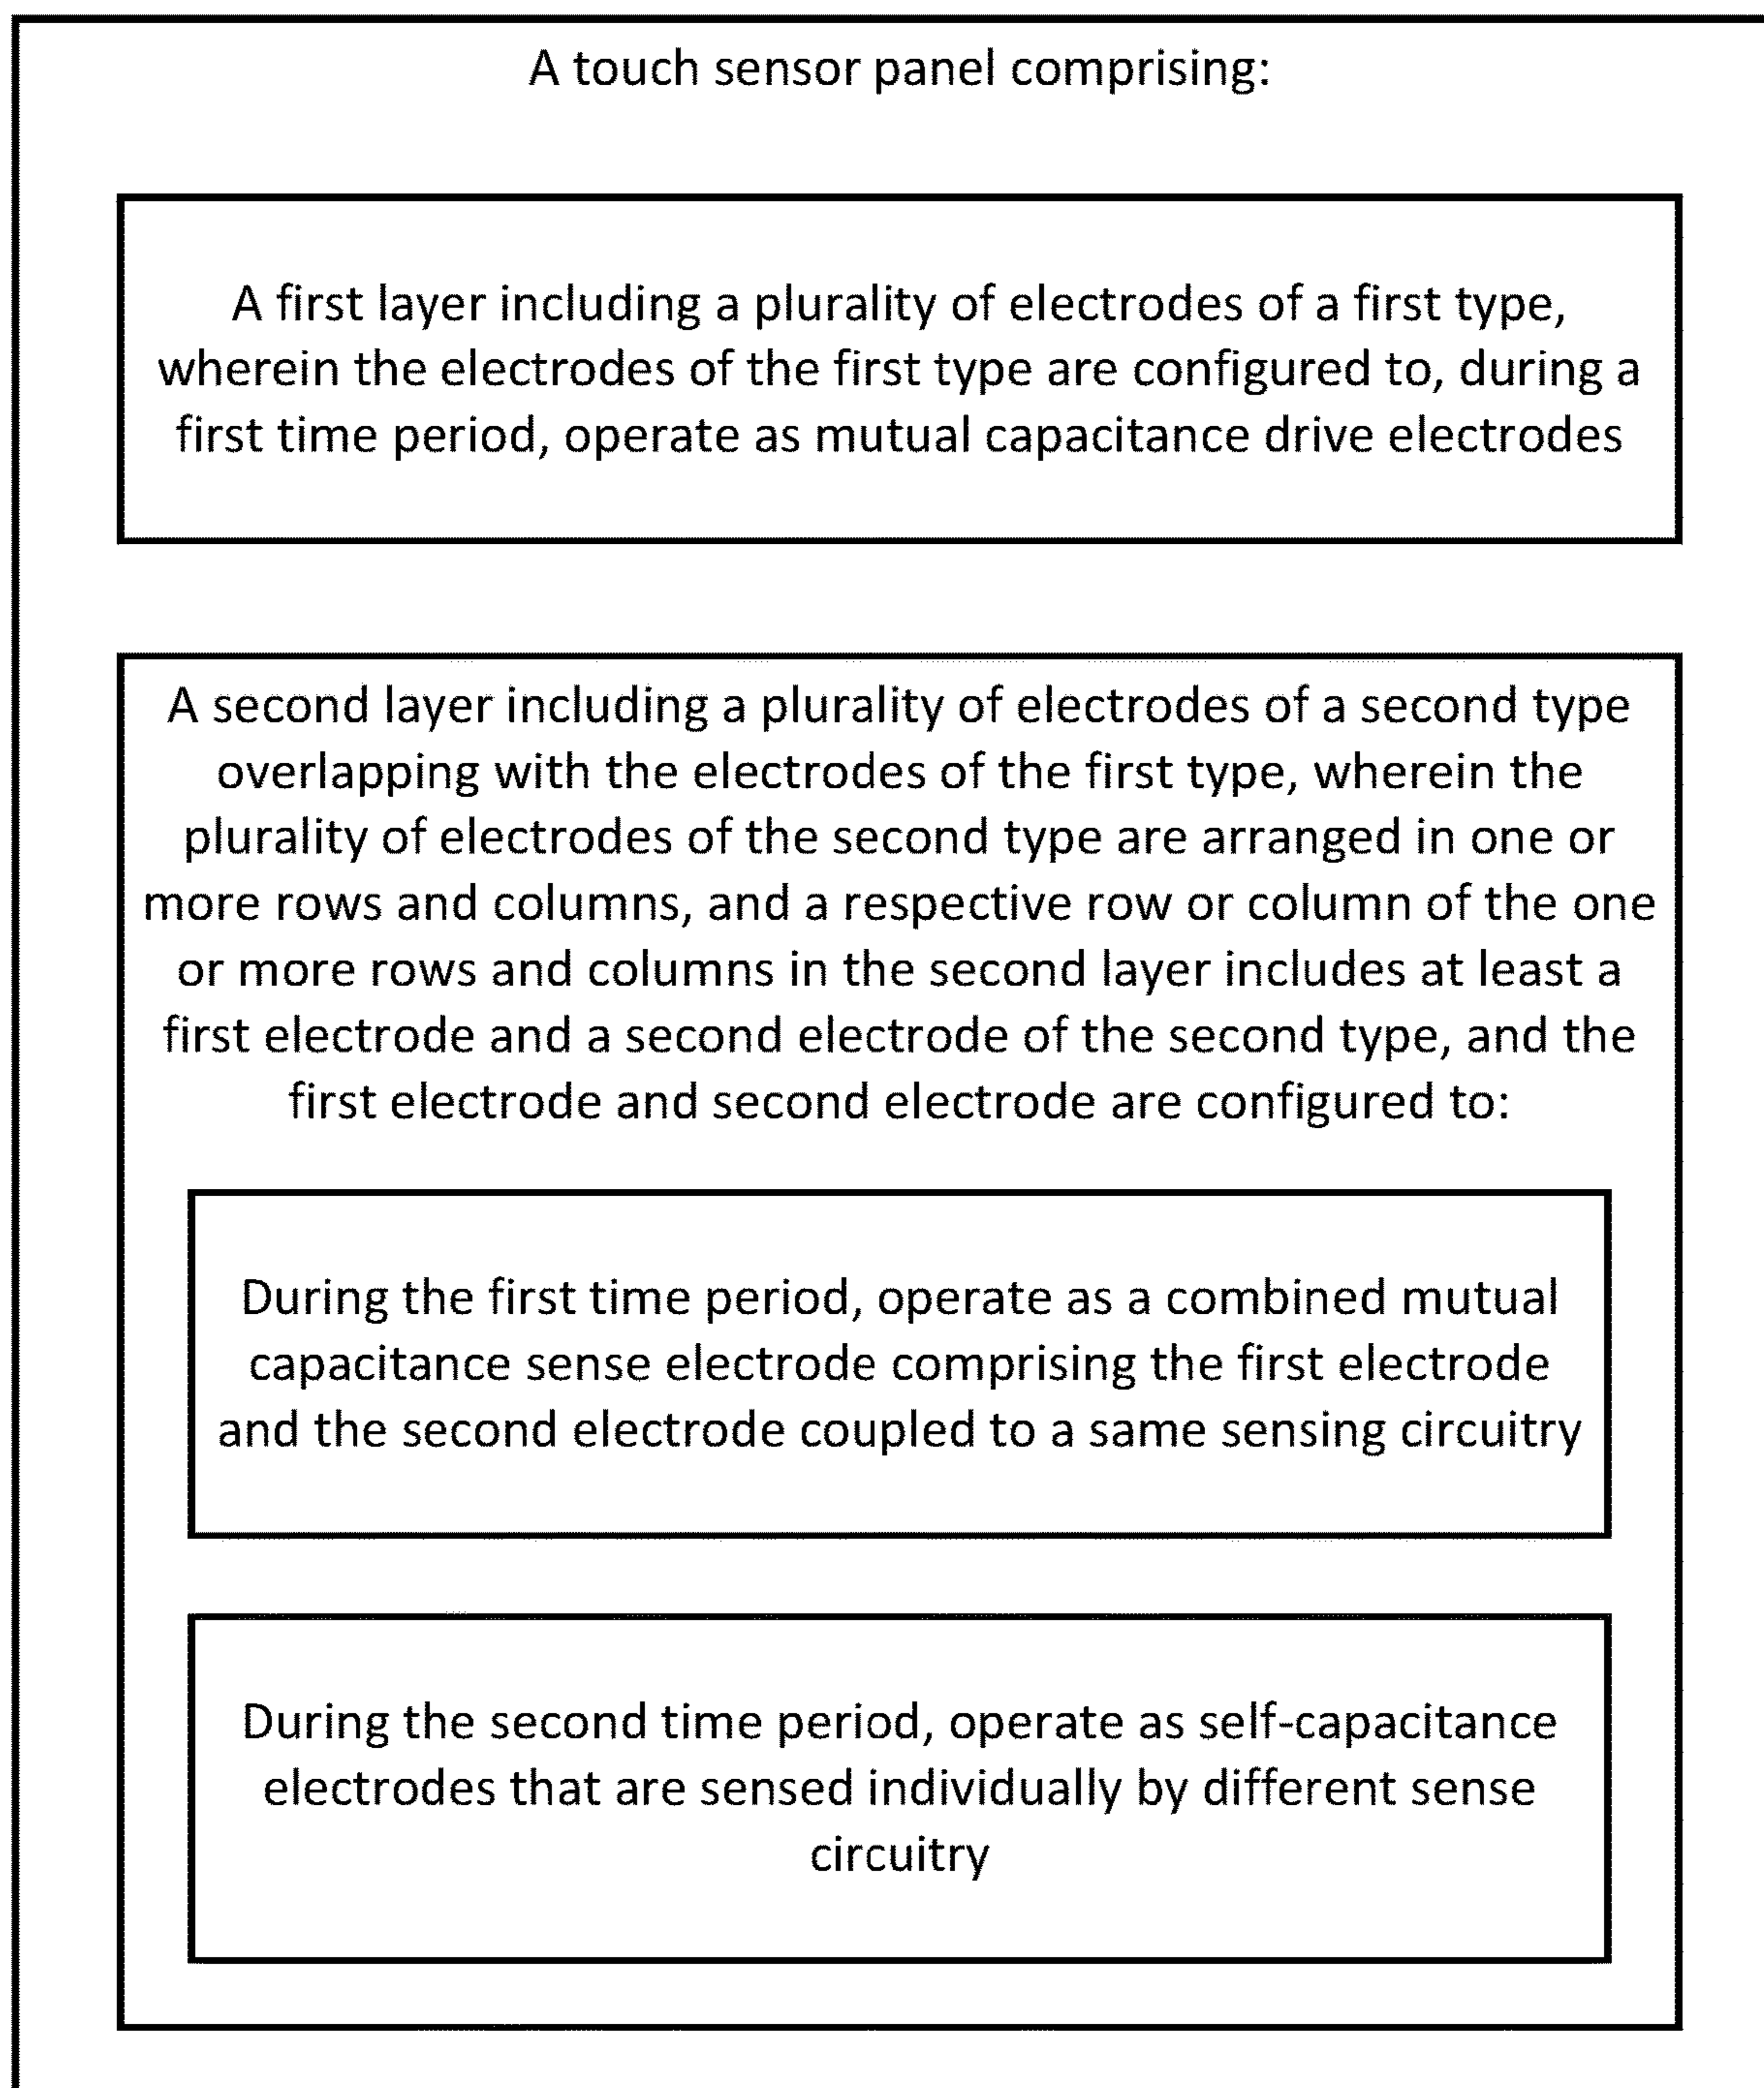 A touch sensor panel comprising:
A first layer including a plurality of electrodes of a first type,
wherein the electrodes of the first type are configured to, during a
first time period, operate as mutual capacitance drive electrodes
A second layer including a plurality of electrodes of a second type
overlapping with the electrodes of the first type, wherein the
plurality of electrodes of the second type are arranged in one or
more rows and columns, and a respective row or column of the one
or more rows and columns in the second layer includes at least a
first electrode and a second electrode of the second type, and the
first electrode and second electrode are configured to:
During the first time period, operate as a combined mutual
capacitance sense electrode comprising the first electrode
and the second electrode coupled to a same sensing circuitry
During the second time period, operate as self-capacitance
electrodes that are sensed individually by different sense
circuitry